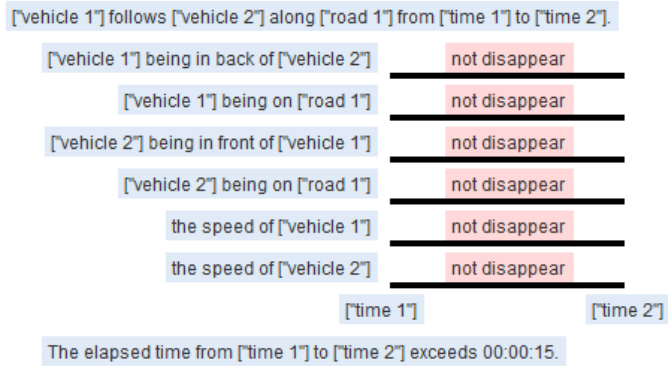 ["vehicle 1"] follows ["vehicle 2"] along ["road 1"] from ["time 1"] to ["time 2"].
["vehicle 1"] being in back of ["vehicle 2"] not disappear
["vehicle 1"] being on ["road 1"] not disappear
["vehicle 2"] being in front of ["vehicle 1"] not disappear
["vehicle 2"] being on ["road 1"] not disappear
the speed of ["vehicle 1"] not disappear
the speed of ["vehicle 2"] not disappear
["time 1"] ["time 2"]
The elapsed time from ["time 1"] to ["time 2"] exceeds 00:00:15.